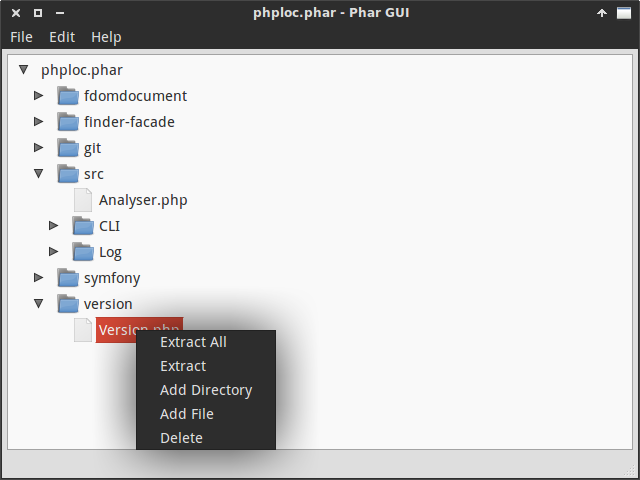 phploc.phar - Phar GUI
File Edit Help
phploc.phar
fdomdocument
finder-facade
git
src
Analyser.php
CLI
Log
symfony
version
Version.php
Extract All
Extract
Add Directory
Add File
Delete